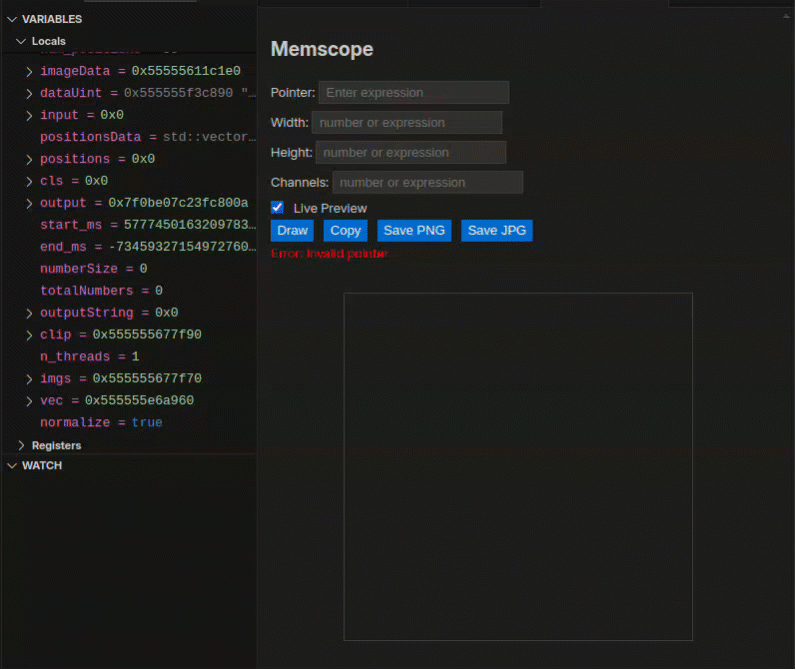 VARIABLES
Locals
imageData = 0x55555611c1e0
dataUint = 0x555555f3c890 "…
input = 0x0
positionsData = std::vector…
positions = 0x0
cls = 0x0
output = 0x7f0be07c23fc800a
start_ms = 5777450163209783…
end_ms = -73459327154972760…
numberSize = 0
totalNumbers = 0
outputString = 0x0
clip = 0x555555677f90
n_threads = 1
imgs = 0x555555677f70
vec = 0x555555e6a960
normalize = true
Registers
WATCH
Memscope
Pointer: Enter expression
Width: number or expression
Height: number or expression
Channels: number or expression
Live Preview
Draw Copy Save PNG Save JPG
Error: Invalid pointer